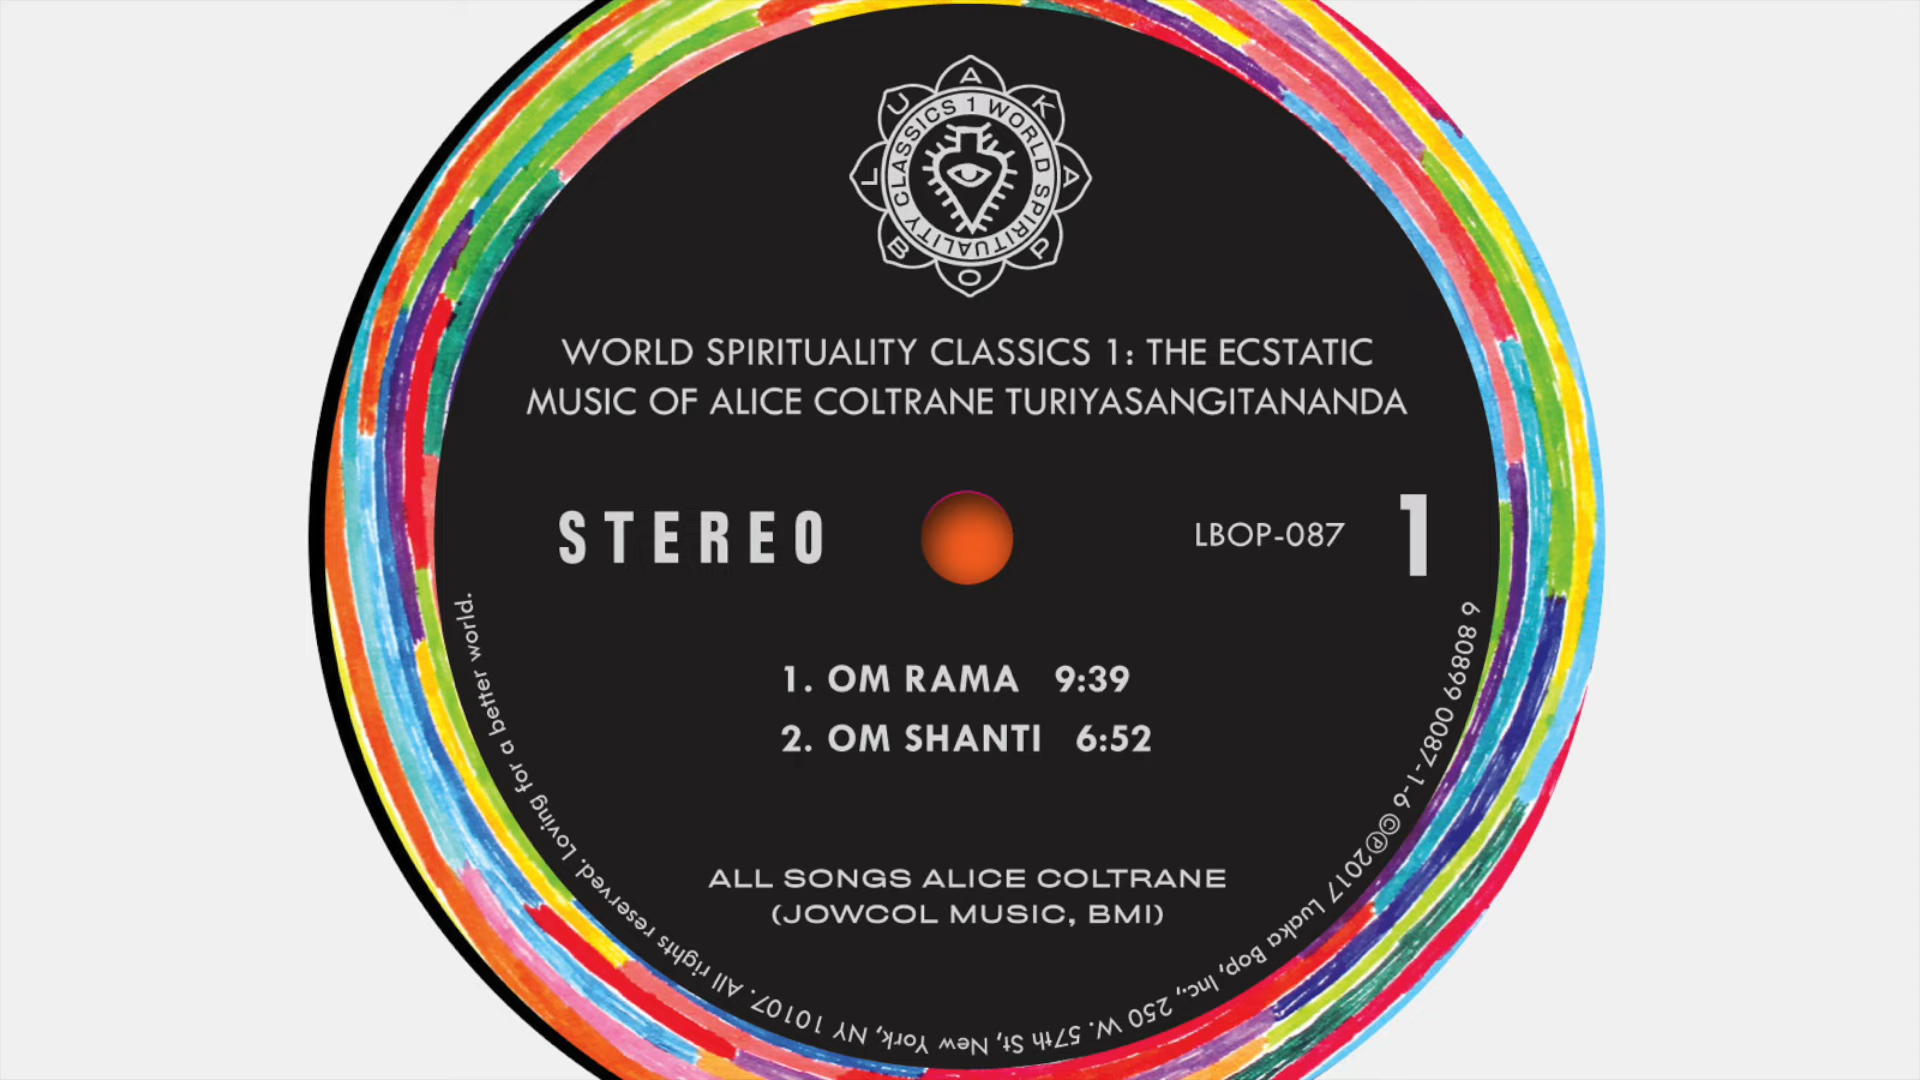 LUAKA BOP
WORLD SPIRITUALITY CLASSICS 1
WORLD SPIRITUALITY CLASSICS 1: THE ECSTATIC
MUSIC OF ALICE COLTRANE TURIYASANGITANANDA
STEREO
LBOP-087
1
1. OM RAMA 9:39
2. OM SHANTI 6:52
ALL SONGS ALICE COLTRANE
(JOWCOL MUSIC, BMI)
6 80899 0087-1-6 ©℗2017 Luaka Bop, Inc., 250 W. 57th St, New York, NY 10107. All rights reserved. Loving for a better world.